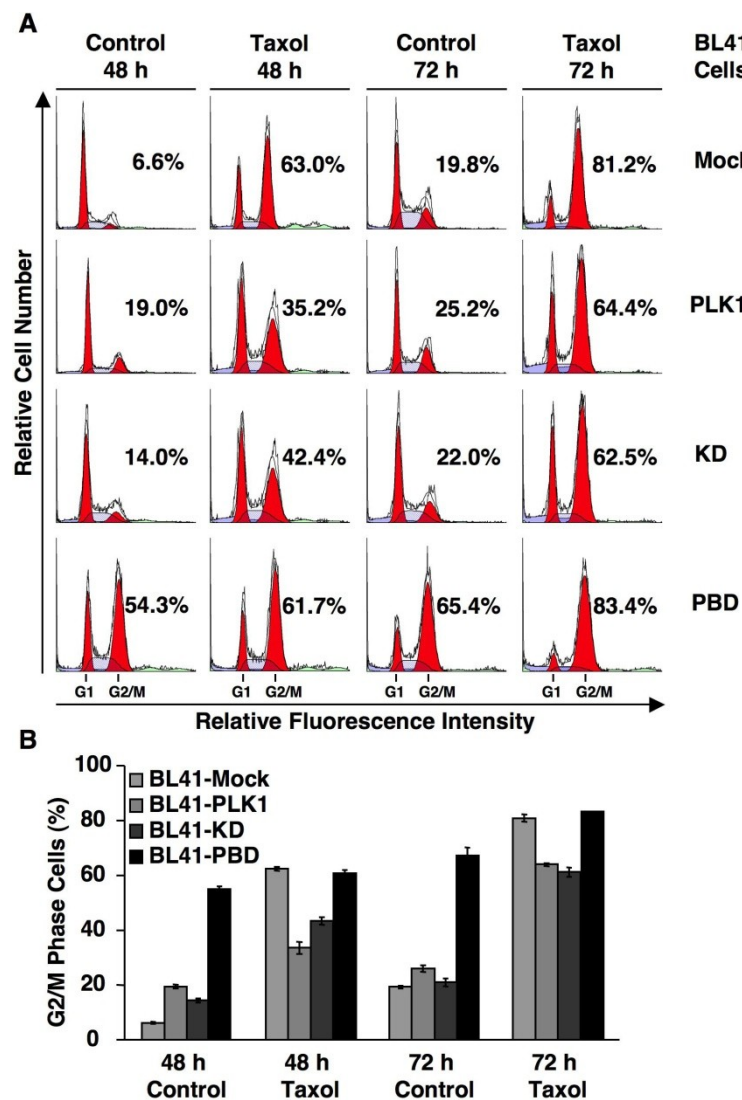 A
Control Taxol Control Taxol BL41
48 h 48 h 72 h 72 h Cells
6.6% 63.0% 19.8% 81.2% Mock
19.0% 35.2% 25.2% 64.4% PLK1
14.0% 42.4% 22.0% 62.5% KD
54.3% 61.7% 65.4% 83.4% PBD
Relative Cell Number
G1 G2/M G1 G2/M G1 G2/M G1 G2/M
Relative Fluorescence Intensity
B
G2/M Phase Cells (%)
100
80
60
40
20
0
BL41-Mock
BL41-PLK1
BL41-KD
BL41-PBD
48 h 48 h 72 h 72 h
Control Taxol Control Taxol